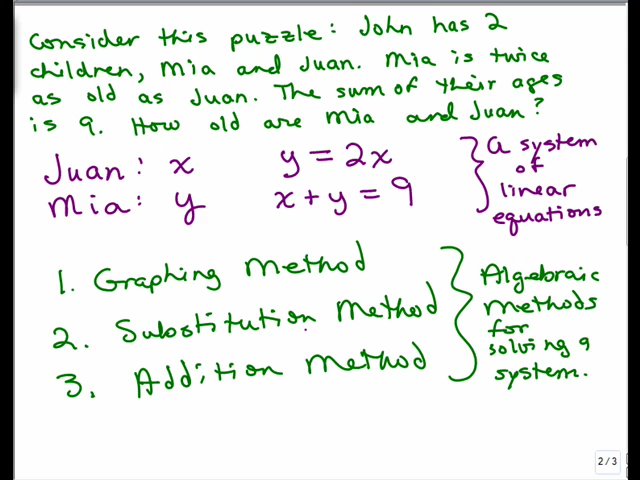 Consider this puzzle: John has 2
children, Mia and Juan. Mia is twice
as old as Juan. The sum of their ages
is 9. How old are Mia and Juan?
Juan: x y = 2x
Mia: y x + y = 9
a system
of
linear
equations
1. Graphing Method
2. Substitution Method
3. Addition Method
Algebraic
Methods
for
solving a
system.
2/3